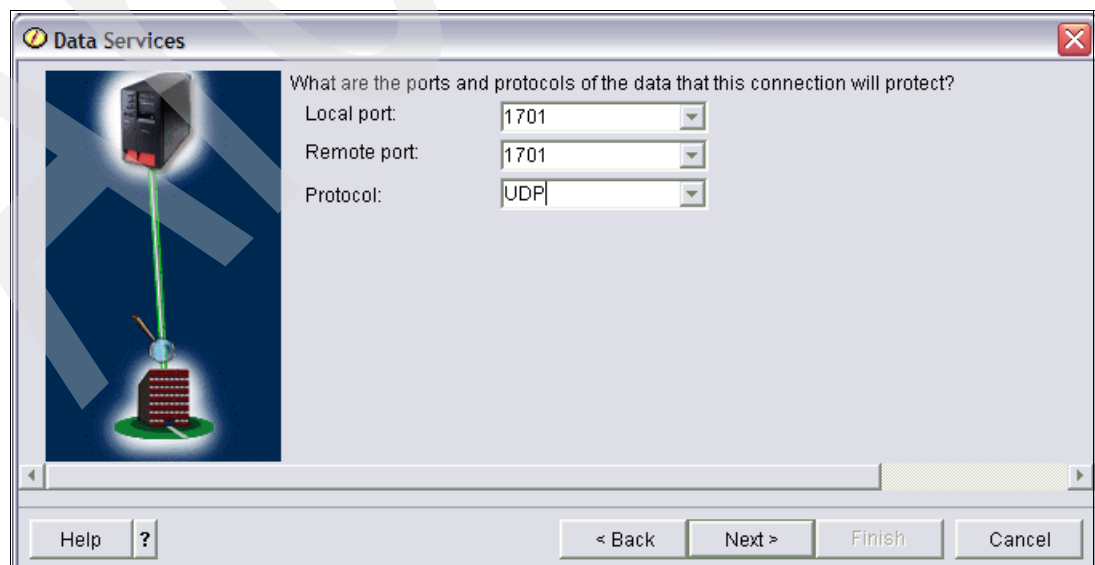 Data Services
What are the ports and protocols of the data that this connection will protect?
Local port: 1701
Remote port: 1701
Protocol: UDP
Help ? < Back Next > Finish Cancel